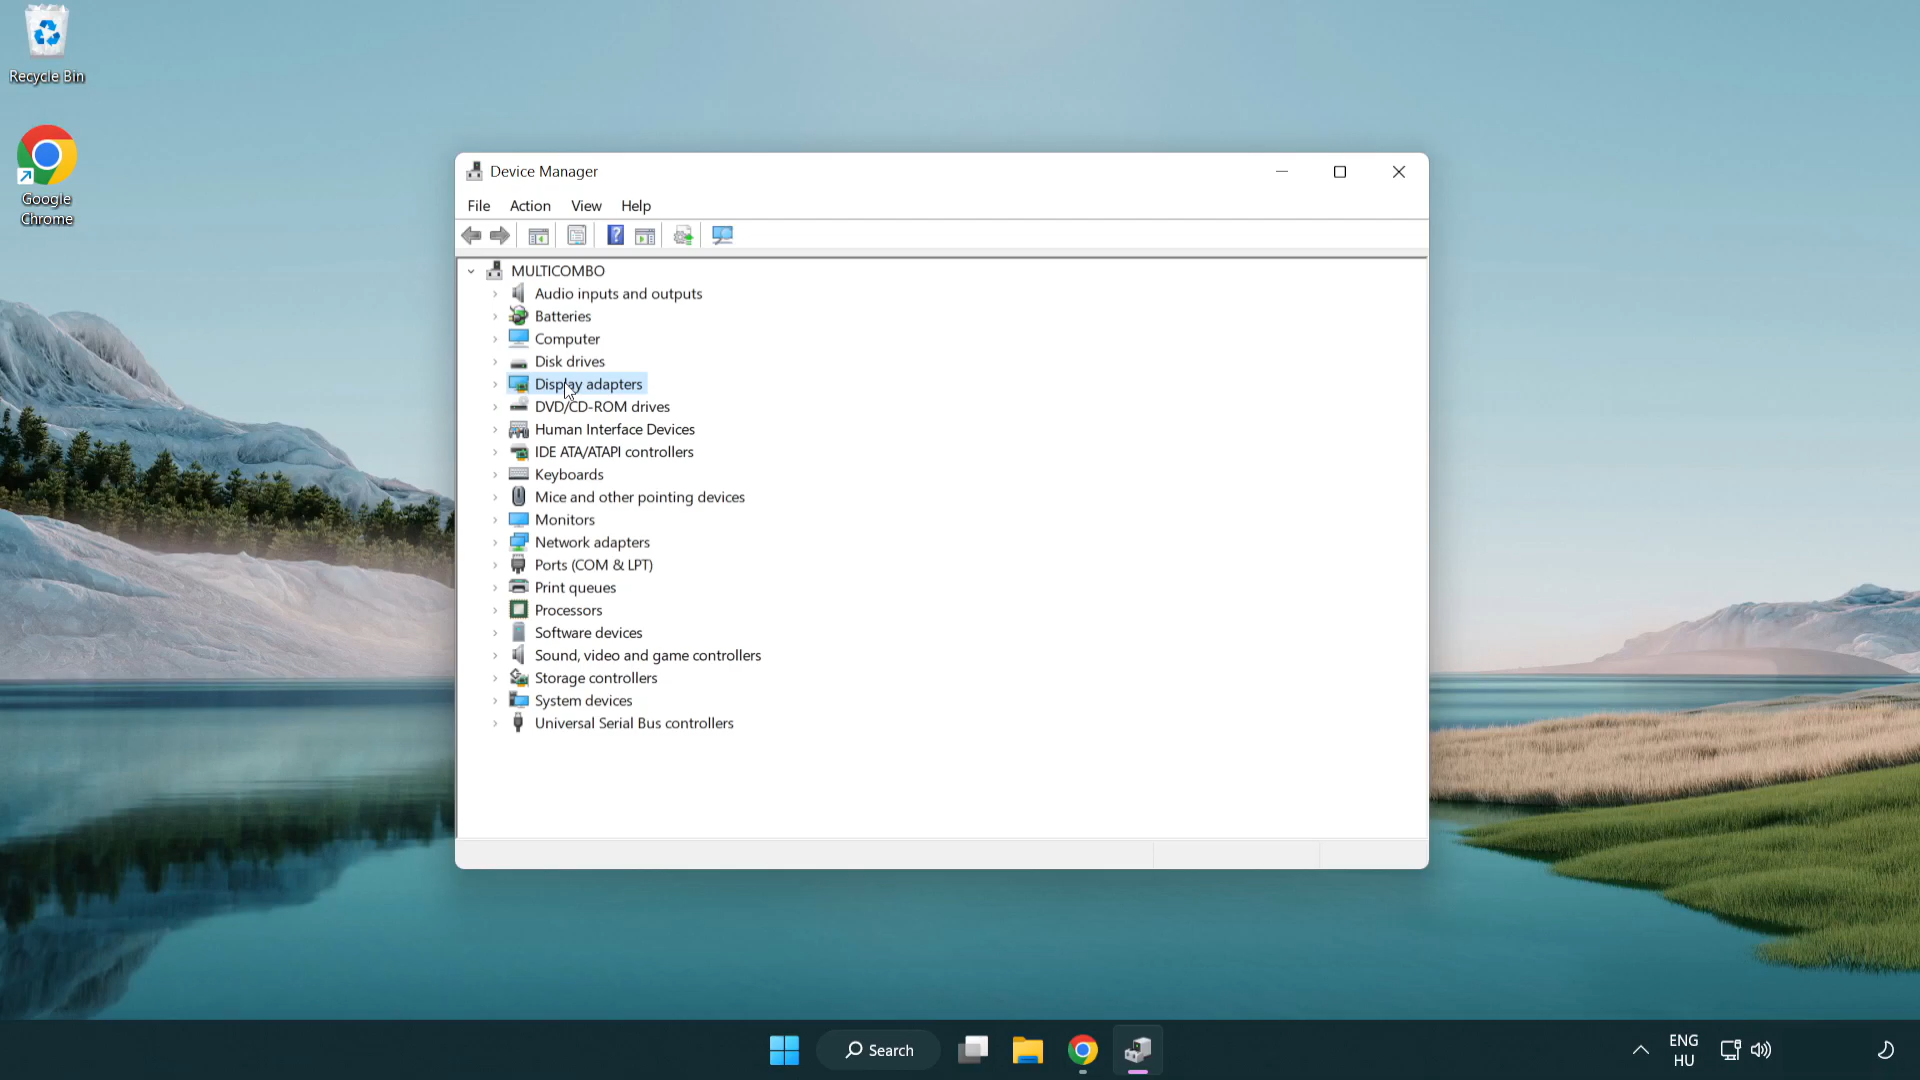 Recycle Bin
Google
Chrome
Device Manager
File Action View Help
MULTICOMBO
Audio inputs and outputs
Batteries
Computer
Disk drives
Display adapters
DVD/CD-ROM drives
Human Interface Devices
IDE ATA/ATAPI controllers
Keyboards
Mice and other pointing devices
Monitors
Network adapters
Ports (COM & LPT)
Print queues
Processors
Software devices
Sound, video and game controllers
Storage controllers
System devices
Universal Serial Bus controllers
Search
ENG
HU